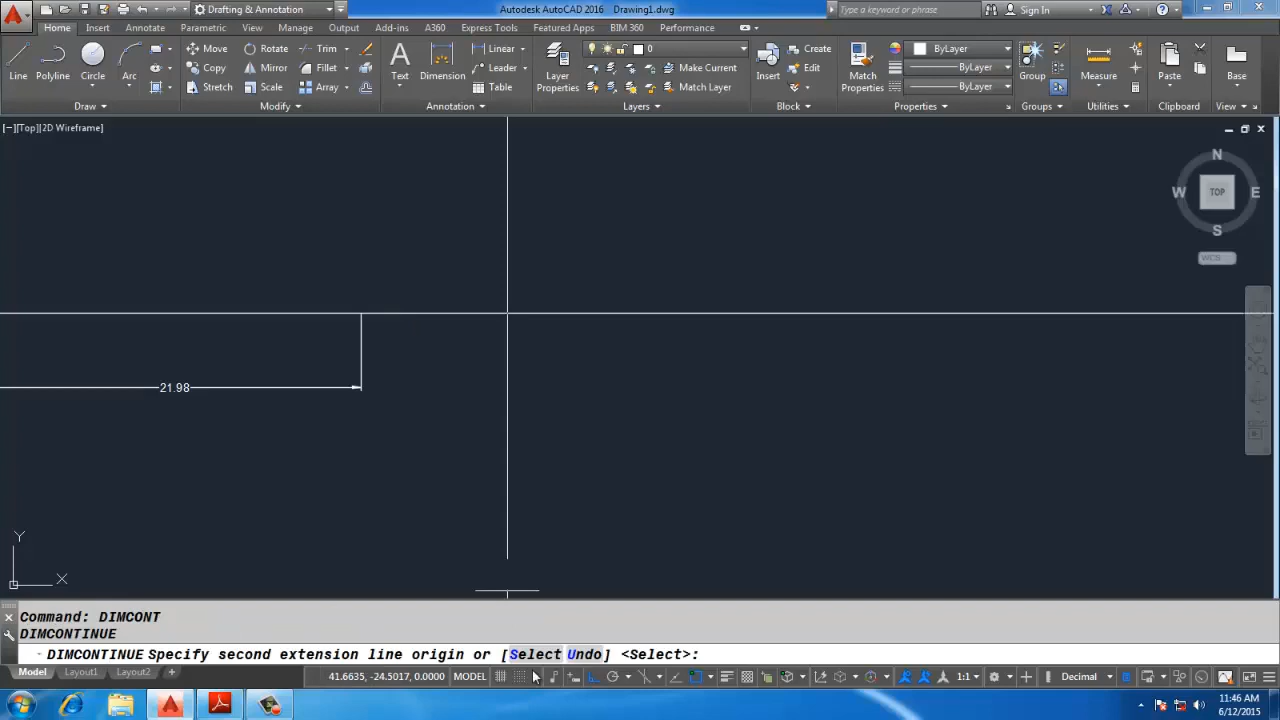 Drafting & Annotation
Autodesk AutoCAD 2016 Drawing1.dwg
Type a keyword or phrase
Sign In
Home Insert Annotate Parametric View Manage Output Add-ins A360 Express Tools Featured Apps BIM 360 Performance
Line Polyline Circle Arc
Move Rotate Trim
Copy Mirror Fillet
Stretch Scale Array
Text Dimension
Linear
Leader
Table
Layer Properties
0
Make Current
Match Layer
Insert
Create
Edit
Match Properties
ByLayer
ByLayer
ByLayer
Group
Measure
Paste
Base
Draw Modify Annotation Layers Block Properties Groups Utilities Clipboard View
[−][Top][2D Wireframe]
N
W TOP E
S
WCS
21.98
Y
X
Command: DIMCONT
DIMCONTINUE
DIMCONTINUE Specify second extension line origin or [Select Undo] <Select>:
Model Layout1 Layout2 +
41.6635, -24.5017, 0.0000 MODEL
1:1
Decimal
11:46 AM
6/12/2015